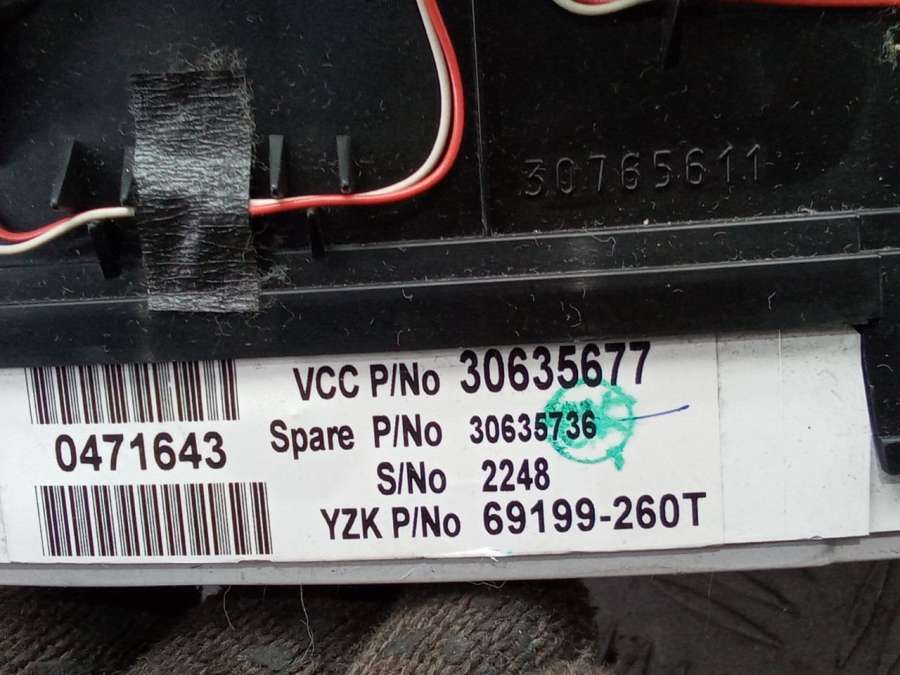 30765611
VCC P/No 30635677
0471643
Spare P/No 30635736
S/No 2248
YZK P/No 69199-260T